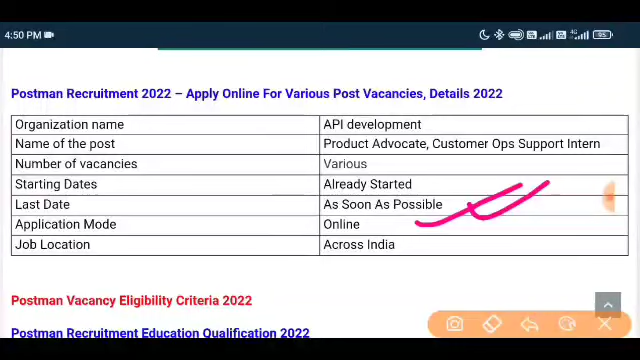 4:50 PM
4G
95
Postman Recruitment 2022 – Apply Online For Various Post Vacancies, Details 2022
Organization name API development
Name of the post Product Advocate, Customer Ops Support Intern
Number of vacancies Various
Starting Dates Already Started
Last Date As Soon As Possible
Application Mode Online
Job Location Across India
Postman Vacancy Eligibility Criteria 2022
Postman Recruitment Education Qualification 2022